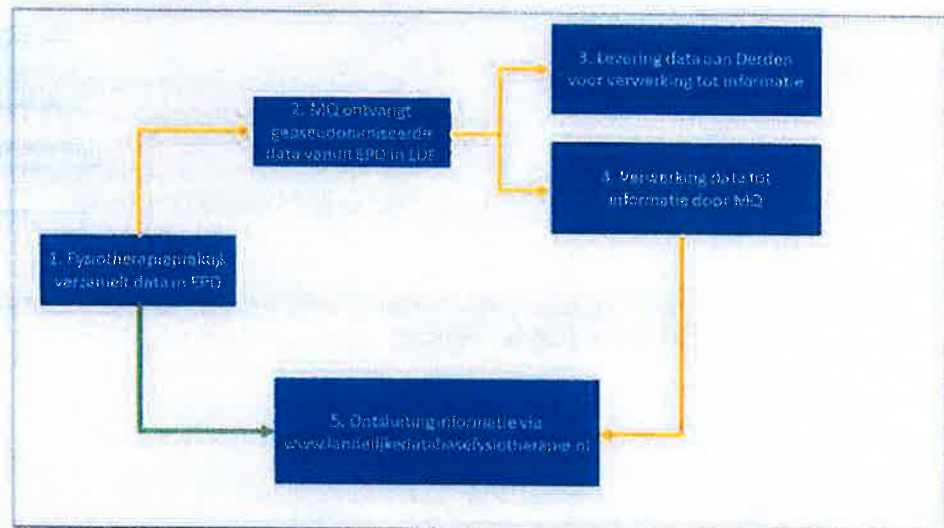 1. Fysiotherapiepraktijk
verzamelt data in EPD
2. MQ ontvangt
gepseudonimiseerde
data vanuit EPD in LDF
3. Levering data aan Derden
voor verwerking tot informatie
4. Verwerking data tot
informatie door MQ
5. Ontsluiting informatie via
www.landelijkedatabasefysiotherapie.nl